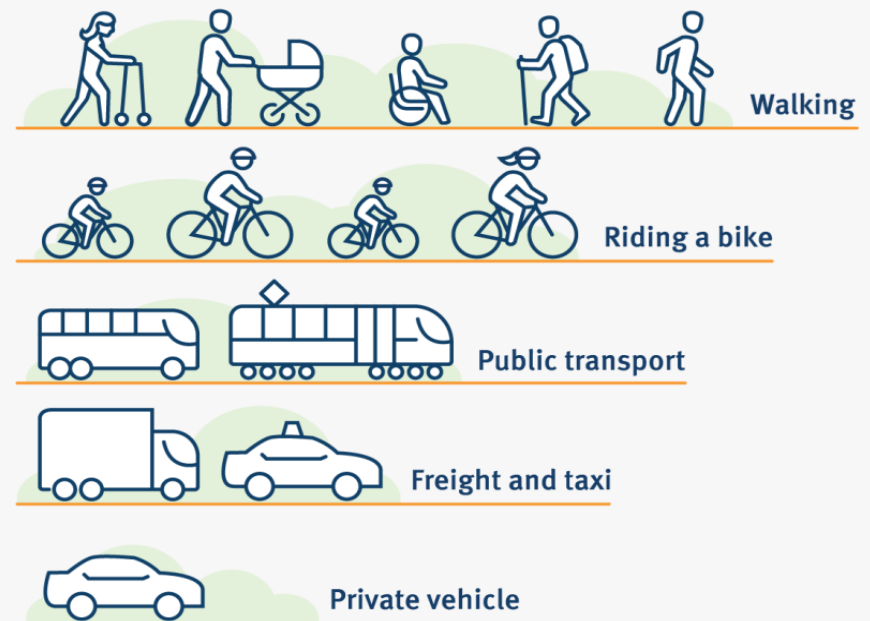 Walking
Riding a bike
Public transport
Freight and taxi
Private vehicle